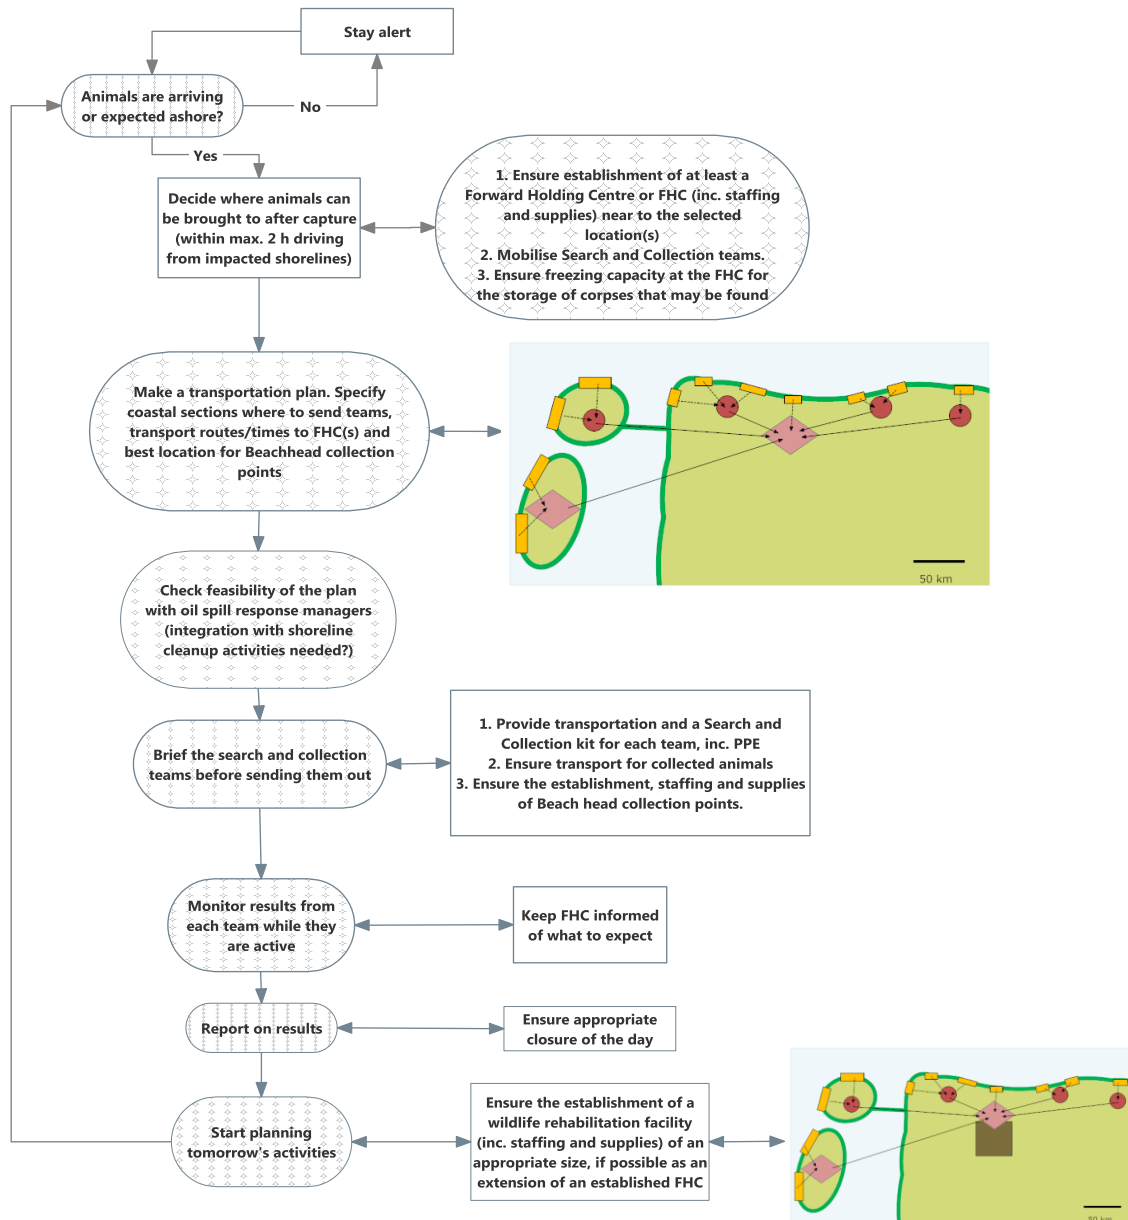 Stay alert
Animals are arriving
or expected ashore?
No
Yes
Decide where animals can
be brought to after capture
(within max. 2 h driving
from impacted shorelines)
1. Ensure establishment of at least a
Forward Holding Centre or FHC (inc. staffing
and supplies) near to the selected
location(s)
2. Mobilise Search and Collection teams.
3. Ensure freezing capacity at the FHC for
the storage of corpses that may be found
Make a transportation plan. Specify
coastal sections where to send teams,
transport routes/times to FHC(s) and
best location for Beachhead collection
points
50 km
Check feasibility of the plan
with oil spill response managers
(integration with shoreline
cleanup activities needed?)
Brief the search and collection
teams before sending them out
1. Provide transportation and a Search and
Collection kit for each team, inc. PPE
2. Ensure transport for collected animals
3. Ensure the establishment, staffing and supplies
of Beach head collection points.
Monitor results from
each team while they
are active
Keep FHC informed
of what to expect
Report on results
Ensure appropriate
closure of the day
Start planning
tomorrow's activities
Ensure the establishment of a
wildlife rehabilitation facility
(inc. staffing and supplies) of an
appropriate size, if possible as an
extension of an established FHC
50 km